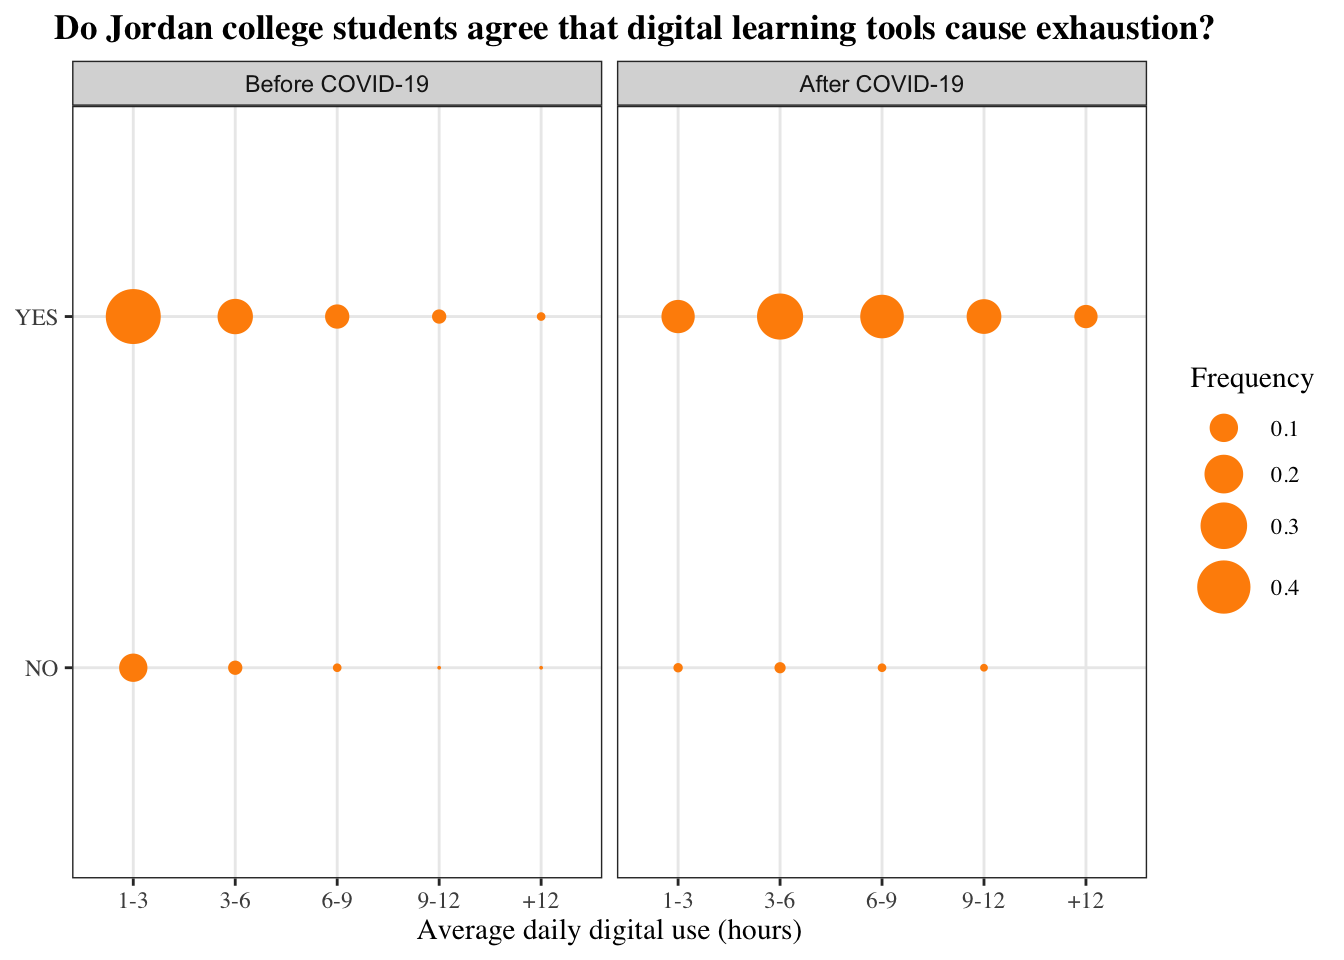 Do Jordan college students agree that digital learning tools cause exhaustion?
Before COVID-19
After COVID-19
YES
NO
1-3 3-6 6-9 9-12 +12
1-3 3-6 6-9 9-12 +12
Average daily digital use (hours)
Frequency
0.1
0.2
0.3
0.4